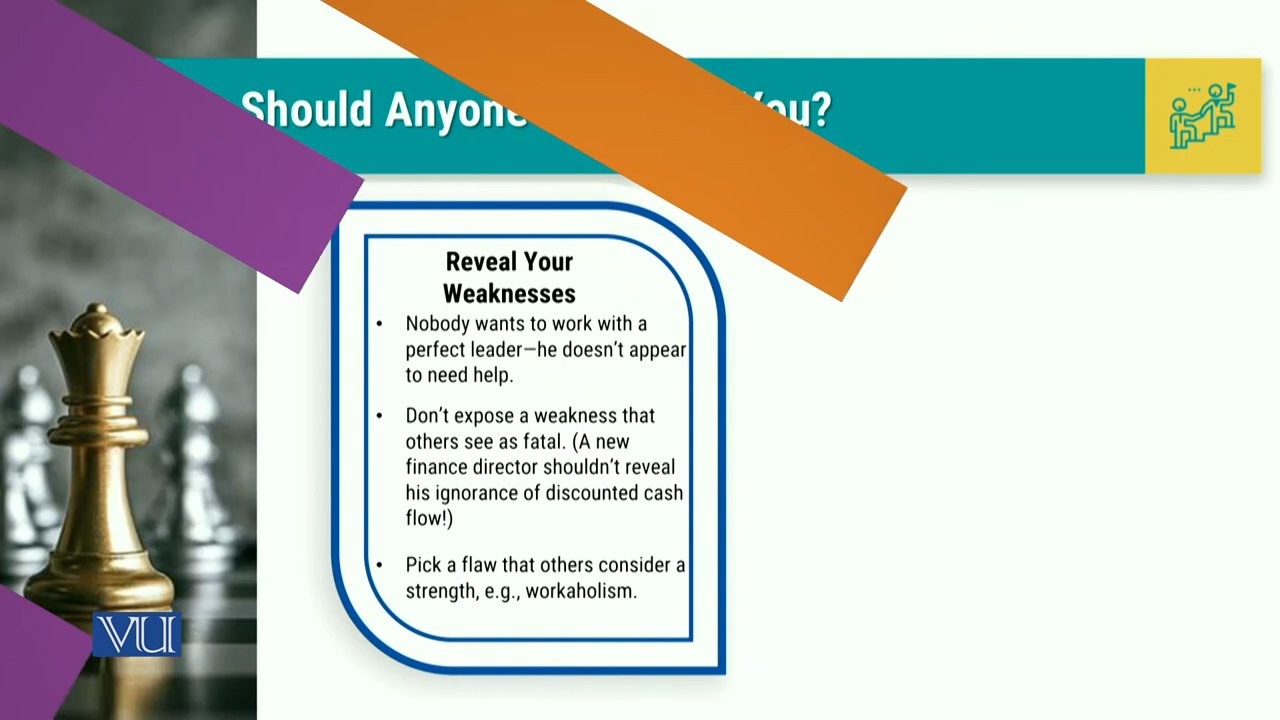 Should Anyone You?
Reveal Your
Weaknesses
• Nobody wants to work with a
perfect leader—he doesn't appear
to need help.
• Don't expose a weakness that
others see as fatal. (A new
finance director shouldn't reveal
his ignorance of discounted cash
flow!)
• Pick a flaw that others consider a
strength, e.g., workaholism.
VU